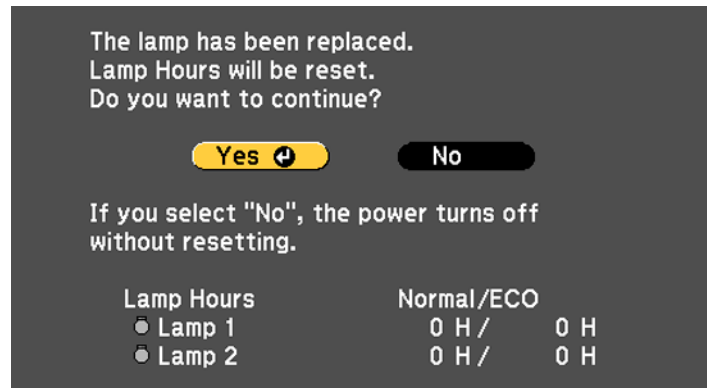 The lamp has been replaced.
Lamp Hours will be reset.
Do you want to continue?
Yes No
If you select "No", the power turns off
without resetting.
Lamp Hours Normal/ECO
Lamp 1 0 H / 0 H
Lamp 2 0 H / 0 H